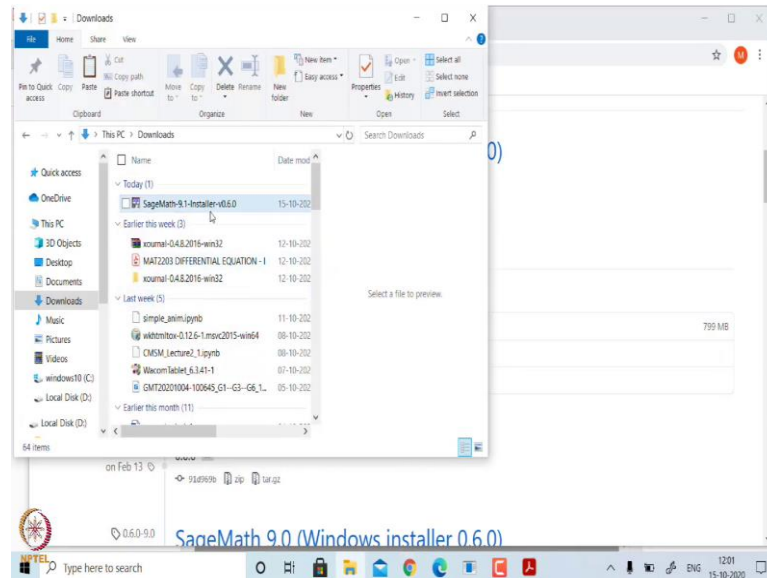 Downloads
File Home Share View
Pin to Quick access
Copy
Paste
Cut
Copy path
Paste shortcut
Move to
Copy to
Delete
Rename
New folder
New item
Easy access
Properties
Open
Edit
History
Select all
Select none
Invert selection
Clipboard Organize New Open Select
This PC > Downloads
Search Downloads
Name Date mod
Quick access
OneDrive
This PC
3D Objects
Desktop
Documents
Downloads
Music
Pictures
Videos
windows10 (C:)
Local Disk (D:)
Local Disk (D:)
Today (1)
SageMath-9.1-Installer-v0.6.0 15-10-202
Earlier this week (3)
xournal-0.4.8.2016-win32 12-10-202
MAT2203 DIFFERENTIAL EQUATION - I 12-10-202
xournal-0.4.8.2016-win32 12-10-202
Last week (5)
simple_anim.ipynb 11-10-202
wkhtmltox-0.12.6-1.msvc2015-win64 08-10-202
CMSM_Lecture2_1.ipynb 08-10-202
WacomTablet_6.3.41-1 07-10-202
GMT20201004-100645_G1--G3--G6_1... 05-10-202
Earlier this month (11)
Select a file to preview.
64 items
M
0)
799 MB
on Feb 13
91d969b zip tar.gz
0.6.0-9.0
SageMath 9.0 (Windows installer 0.6.0)
NPTEL
Type here to search
ENG
12:01
15-10-2020